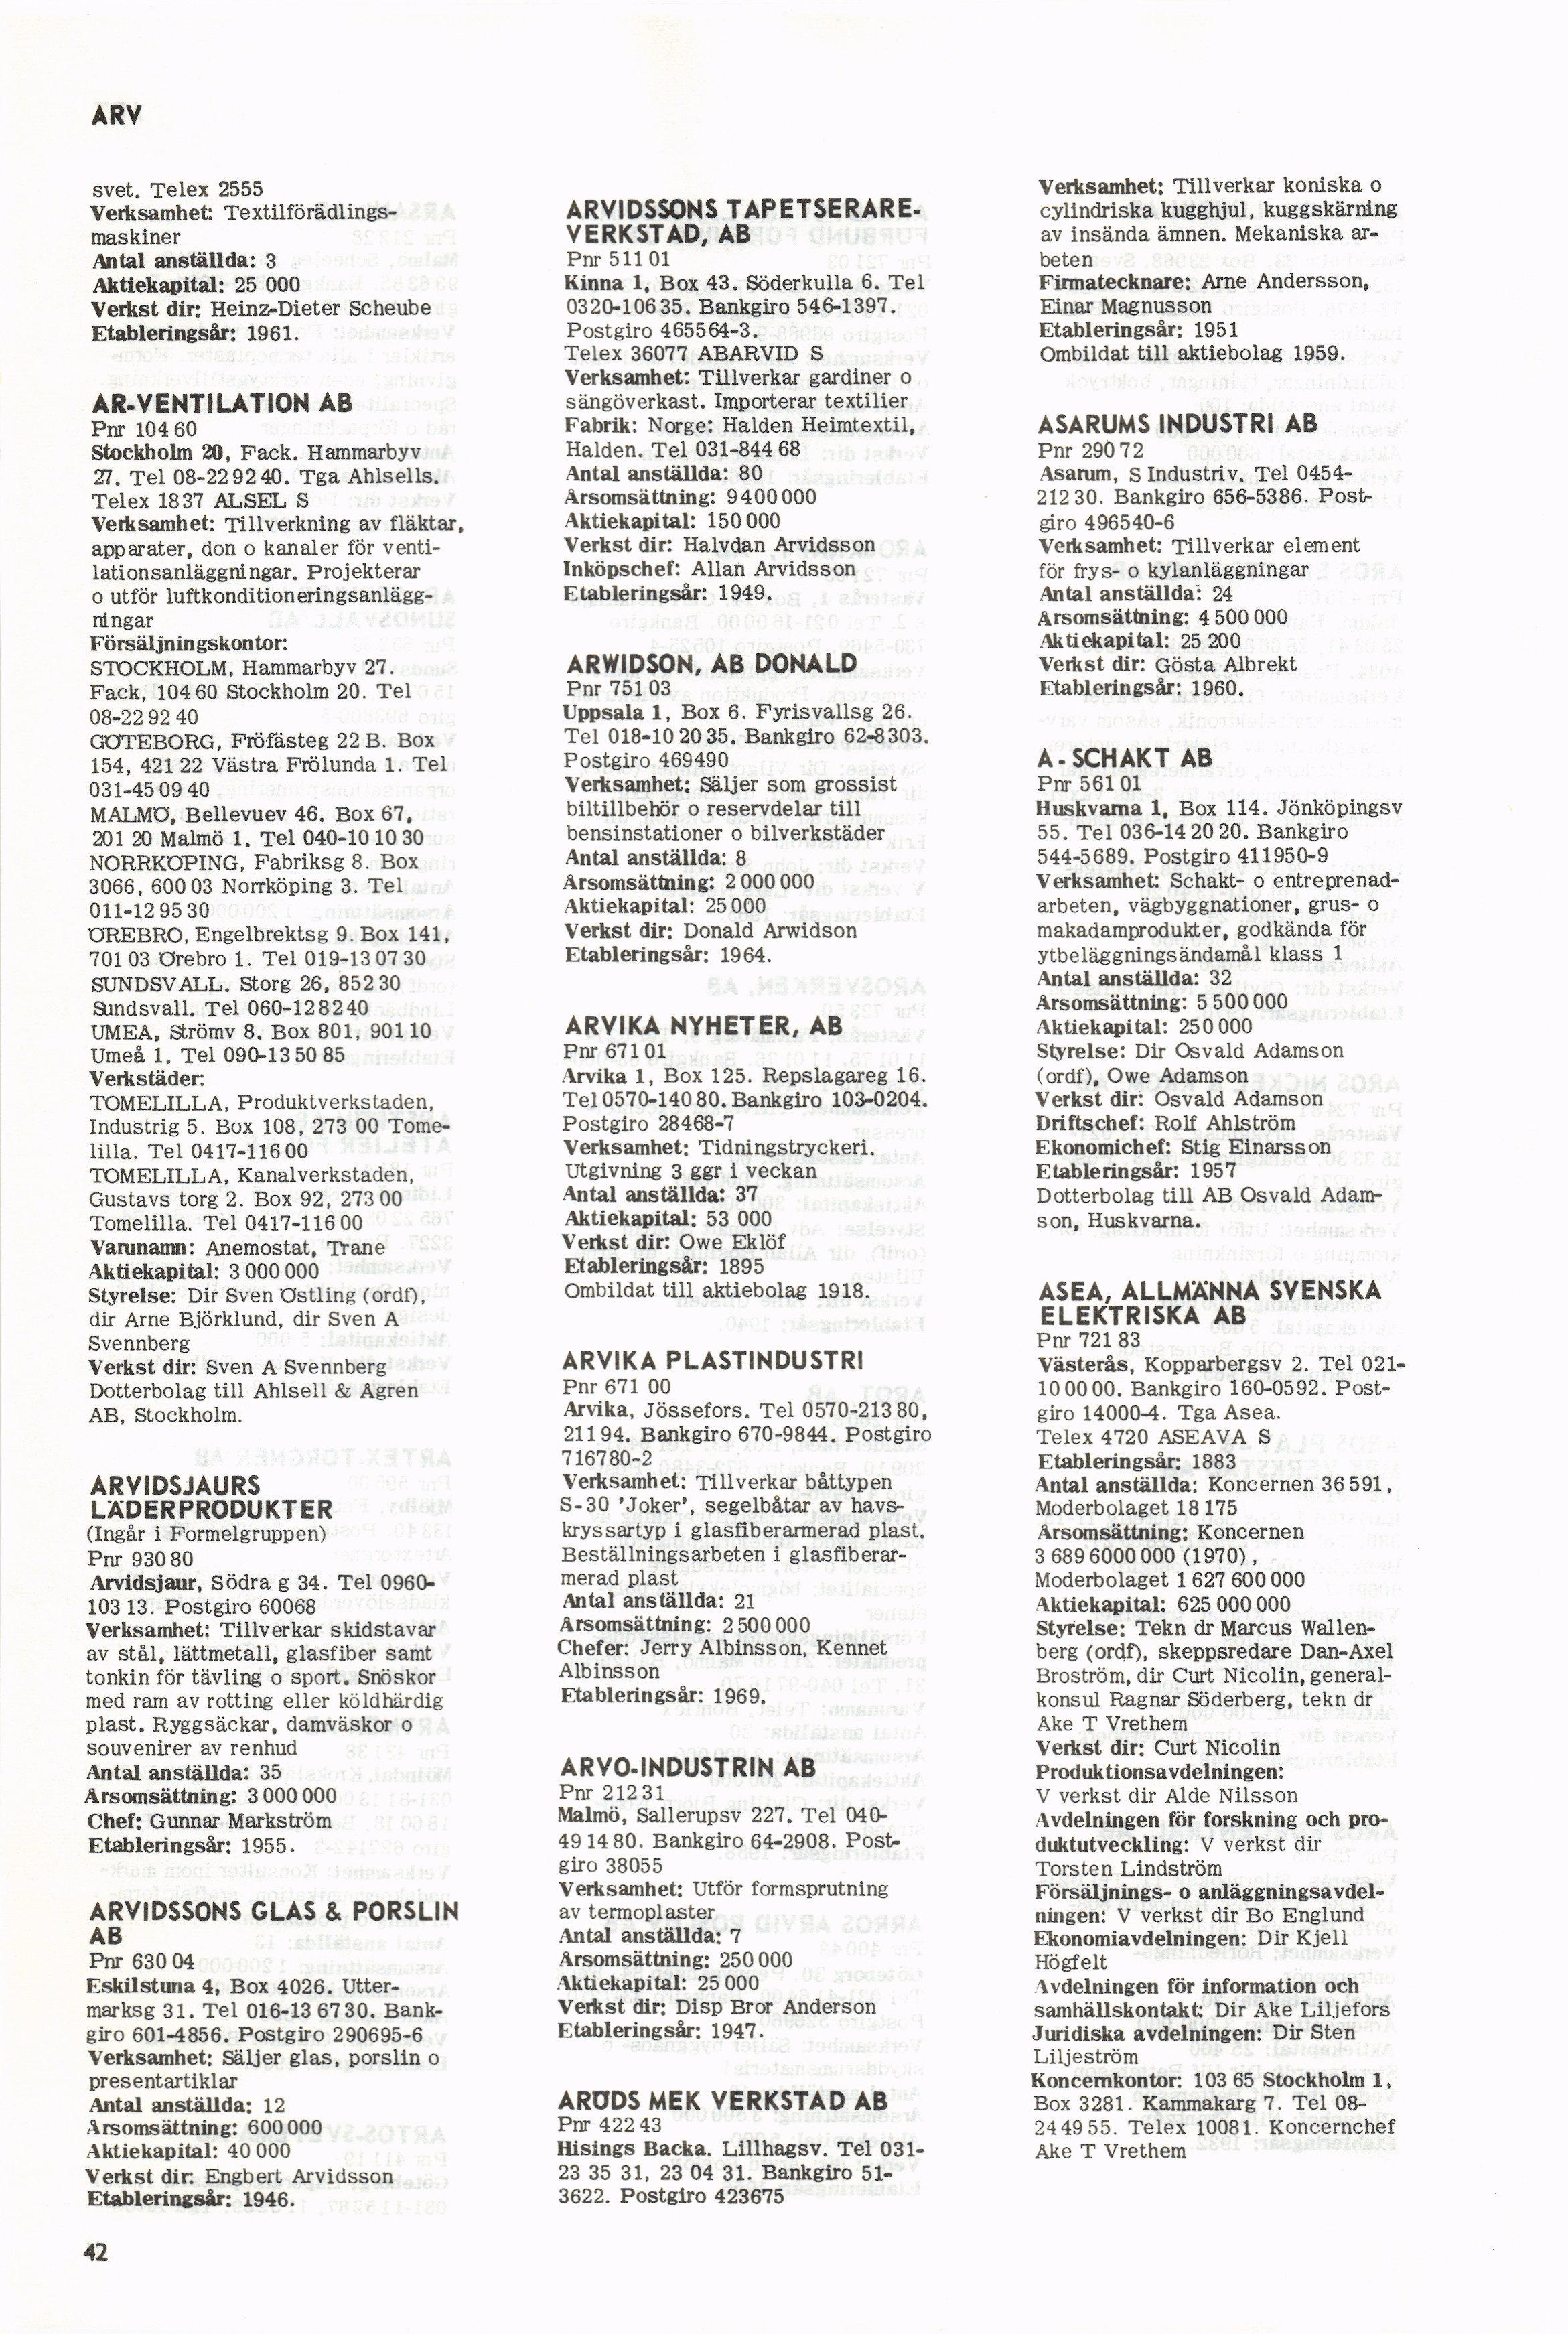 ARV
svet. Telex 2555
Verksamhet: Textilförädlings-
maskiner
Antal anställda: 3
Aktiekapital: 25 000
Verkst dir: Heinz-Dieter Scheube
Etableringsår: 1961.
AR-VENTILATION AB
Pnr 104 60
Stockholm 20, Fack. Hammarbyv
27. Tel 08-22 92 40. Tga Ahlsells.
Telex 1837 ALSEL S
Verksamhet: Tillverkning av fläktar,
apparater, don o kanaler för venti-
lationsanläggningar. Projekterar
o utför luftkonditioneringsanlägg-
ningar
Försäljningskontor:
STOCKHOLM, Hammarbyv 27.
Fack, 104 60 Stockholm 20. Tel
08-22 92 40
GÖTEBORG, Fröfästeg 22 B. Box
154, 421 22 Västra Frölunda 1. Tel
031-45 09 40
MALMÖ, Bellevuev 46. Box 67,
201 20 Malmö 1. Tel 040-10 10 30
NORRKÖPING, Fabriksg 8. Box
3066, 600 03 Norrköping 3. Tel
011-12 95 30
ÖREBRO, Engelbrektsg 9. Box 141,
701 03 Örebro 1. Tel 019-13 07 30
SUNDSVALL. Storg 26, 852 30
Sundsvall. Tel 060-12 82 40
UMEA, Strömv 8. Box 801, 901 10
Umeå 1. Tel 090-13 50 85
Verkstäder:
TOMELILLA, Produktverkstaden,
Industrig 5. Box 108, 273 00 Tome-
lilla. Tel 0417-116 00
TOMELILLA, Kanalverkstaden,
Gustavs torg 2. Box 92, 273 00
Tomelilla. Tel 0417-116 00
Varunamn: Anemostat, Trane
Aktiekapital: 3 000 000
Styrelse: Dir Sven Östling (ordf),
dir Arne Björklund, dir Sven A
Svennberg
Verkst dir: Sven A Svennberg
Dotterbolag till Ahlsell & Ågren
AB, Stockholm.
ARVIDSJAURS
LÄDERPRODUKTER
(Ingår i Formelgruppen)
Pnr 930 80
Arvidsjaur, Södra g 34. Tel 0960-
103 13. Postgiro 60068
Verksamhet: Tillverkar skidstavar
av stål, lättmetall, glasfiber samt
tonkin för tävling o sport. Snöskor
med ram av rotting eller köldhärdig
plast. Ryggsäckar, damväskor o
souvenirer av renhud
Antal anställda: 35
Årsomsättning: 3 000 000
Chef: Gunnar Markström
Etableringsår: 1955.
ARVIDSSONS GLAS & PORSLIN
AB
Pnr 630 04
Eskilstuna 4, Box 4026. Utter-
marksg 31. Tel 016-13 67 30. Bank-
giro 601-4856. Postgiro 290695-6
Verksamhet: Säljer glas, porslin o
presentartiklar
Antal anställda: 12
Årsomsättning: 600 000
Aktiekapital: 40 000
Verkst dir: Engbert Arvidsson
Etableringsår: 1946.
42
ARVIDSSONS TAPETSERARE-
VERKSTAD, AB
Pnr 511 01
Kinna 1, Box 43. Söderkulla 6. Tel
0320-106 35. Bankgiro 546-1397.
Postgiro 465564-3.
Telex 36077 ABARVID S
Verksamhet: Tillverkar gardiner o
sängöverkast. Importerar textilier
Fabrik: Norge: Halden Heimtextil,
Halden. Tel 031-844 68
Antal anställda: 80
Årsomsättning: 9 400 000
Aktiekapital: 150 000
Verkst dir: Halvdan Arvidsson
Inköpschef: Allan Arvidsson
Etableringsår: 1949.
ARWIDSON, AB DONALD
Pnr 751 03
Uppsala 1, Box 6. Fyrisvallsg 26.
Tel 018-10 20 35. Bankgiro 62-8303.
Postgiro 469490
Verksamhet: Säljer som grossist
biltillbehör o reservdelar till
bensinstationer o bilverkstäder
Antal anställda: 8
Årsomsättning: 2 000 000
Aktiekapital: 25 000
Verkst dir: Donald Arwidson
Etableringsår: 1964.
ARVIKA NYHETER, AB
Pnr 671 01
Arvika 1, Box 125. Repslagareg 16.
Tel 0570-140 80. Bankgiro 103-0204.
Postgiro 28468-7
Verksamhet: Tidningstryckeri.
Utgivning 3 ggr i veckan
Antal anställda: 37
Aktiekapital: 53 000
Verkst dir: Owe Eklöf
Etableringsår: 1895
Ombildat till aktiebolag 1918.
ARVIKA PLASTINDUSTRI
Pnr 671 00
Arvika, Jössefors. Tel 0570-213 80,
211 94. Bankgiro 670-9844. Postgiro
716780-2
Verksamhet: Tillverkar båttypen
S-30 'Joker', segelbåtar av havs-
kryssartyp i glasfiberarmerad plast.
Beställningsarbeten i glasfiberar-
merad plast
Antal anställda: 21
Årsomsättning: 2 500 000
Chefer: Jerry Albinsson, Kennet
Albinsson
Etableringsår: 1969.
ARVO-INDUSTRIN AB
Pnr 212 31
Malmö, Sallerupsv 227. Tel 040-
49 14 80. Bankgiro 64-2908. Post-
giro 38055
Verksamhet: Utför formsprutning
av termoplaster
Antal anställda: 7
Årsomsättning: 250 000
Aktiekapital: 25 000
Verkst dir: Disp Bror Anderson
Etableringsår: 1947.
ARÖDS MEK VERKSTAD AB
Pnr 422 43
Hisings Backa. Lillhagsv. Tel 031-
23 35 31, 23 04 31. Bankgiro 51-
3622. Postgiro 423675
Verksamhet: Tillverkar koniska o
cylindriska kugghjul, kuggskärning
av insända ämnen. Mekaniska ar-
beten
Firmatecknare: Arne Andersson,
Einar Magnusson
Etableringsår: 1951
Ombildat till aktiebolag 1959.
ASARUMS INDUSTRI AB
Pnr 290 72
Asarum, S Industriv. Tel 0454-
212 30. Bankgiro 656-5386. Post-
giro 496540-6
Verksamhet: Tillverkar element
för frys- o kylanläggningar
Antal anställda: 24
Årsomsättning: 4 500 000
Aktiekapital: 25 200
Verkst dir: Gösta Albrekt
Etableringsår: 1960.
A-SCHAKT AB
Pnr 561 01
Huskvarna 1, Box 114. Jönköpingsv
55. Tel 036-14 20 20. Bankgiro
544-5689. Postgiro 411950-9
Verksamhet: Schakt- o entreprenad-
arbeten, vägbyggnationer, grus- o
makadamprodukter, godkända för
ytbeläggningsändamål klass 1
Antal anställda: 32
Årsomsättning: 5 500 000
Aktiekapital: 250 000
Styrelse: Dir Osvald Adamson
(ordf), Owe Adamson
Verkst dir: Osvald Adamson
Driftschef: Rolf Ahlström
Ekonomichef: Stig Einarsson
Etableringsår: 1957
Dotterbolag till AB Osvald Adam-
son, Huskvarna.
ASEA, ALLMÄNNA SVENSKA
ELEKTRISKA AB
Pnr 721 83
Västerås, Kopparbergsv 2. Tel 021-
10 00 00. Bankgiro 160-0592. Post-
giro 14000-4. Tga Asea.
Telex 4720 ASEAVA S
Etableringsår: 1883
Antal anställda: Koncernen 36 591,
Moderbolaget 18 175
Årsomsättning: Koncernen
3 689 6000 000 (1970),
Moderbolaget 1 627 600 000
Aktiekapital: 625 000 000
Styrelse: Tekn dr Marcus Wallen-
berg (ordf), skeppsredare Dan-Axel
Broström, dir Curt Nicolin, general-
konsul Ragnar Söderberg, tekn dr
Åke T Vrethem
Verkst dir: Curt Nicolin
Produktionsavdelningen:
V verkst dir Alde Nilsson
Avdelningen för forskning och pro-
duktutveckling: V verkst dir
Torsten Lindström
Försäljnings- o anläggningsavdel-
ningen: V verkst dir Bo Englund
Ekonomiavdelningen: Dir Kjell
Högfelt
Avdelningen för information och
samhällskontakt: Dir Åke Liljefors
Juridiska avdelningen: Dir Sten
Liljeström
Koncernkontor: 103 65 Stockholm 1,
Box 3281. Kammakarg 7. Tel 08-
24 49 55. Telex 10081. Koncernchef
Åke T Vrethem